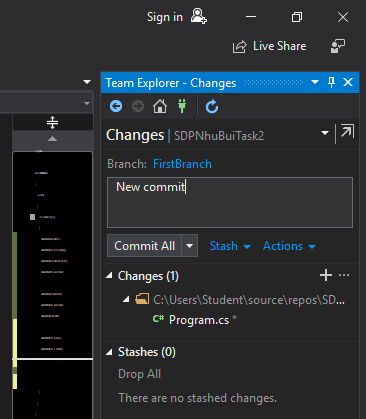 Sign in
Live Share
Team Explorer - Changes
Changes | SDPNhuBuiTask2
Branch: FirstBranch
New commit
Commit All
Stash
Actions
Changes (1)
C:\Users\Student\source\repos\SD...
C# Program.cs *
Stashes (0)
Drop All
There are no stashed changes.